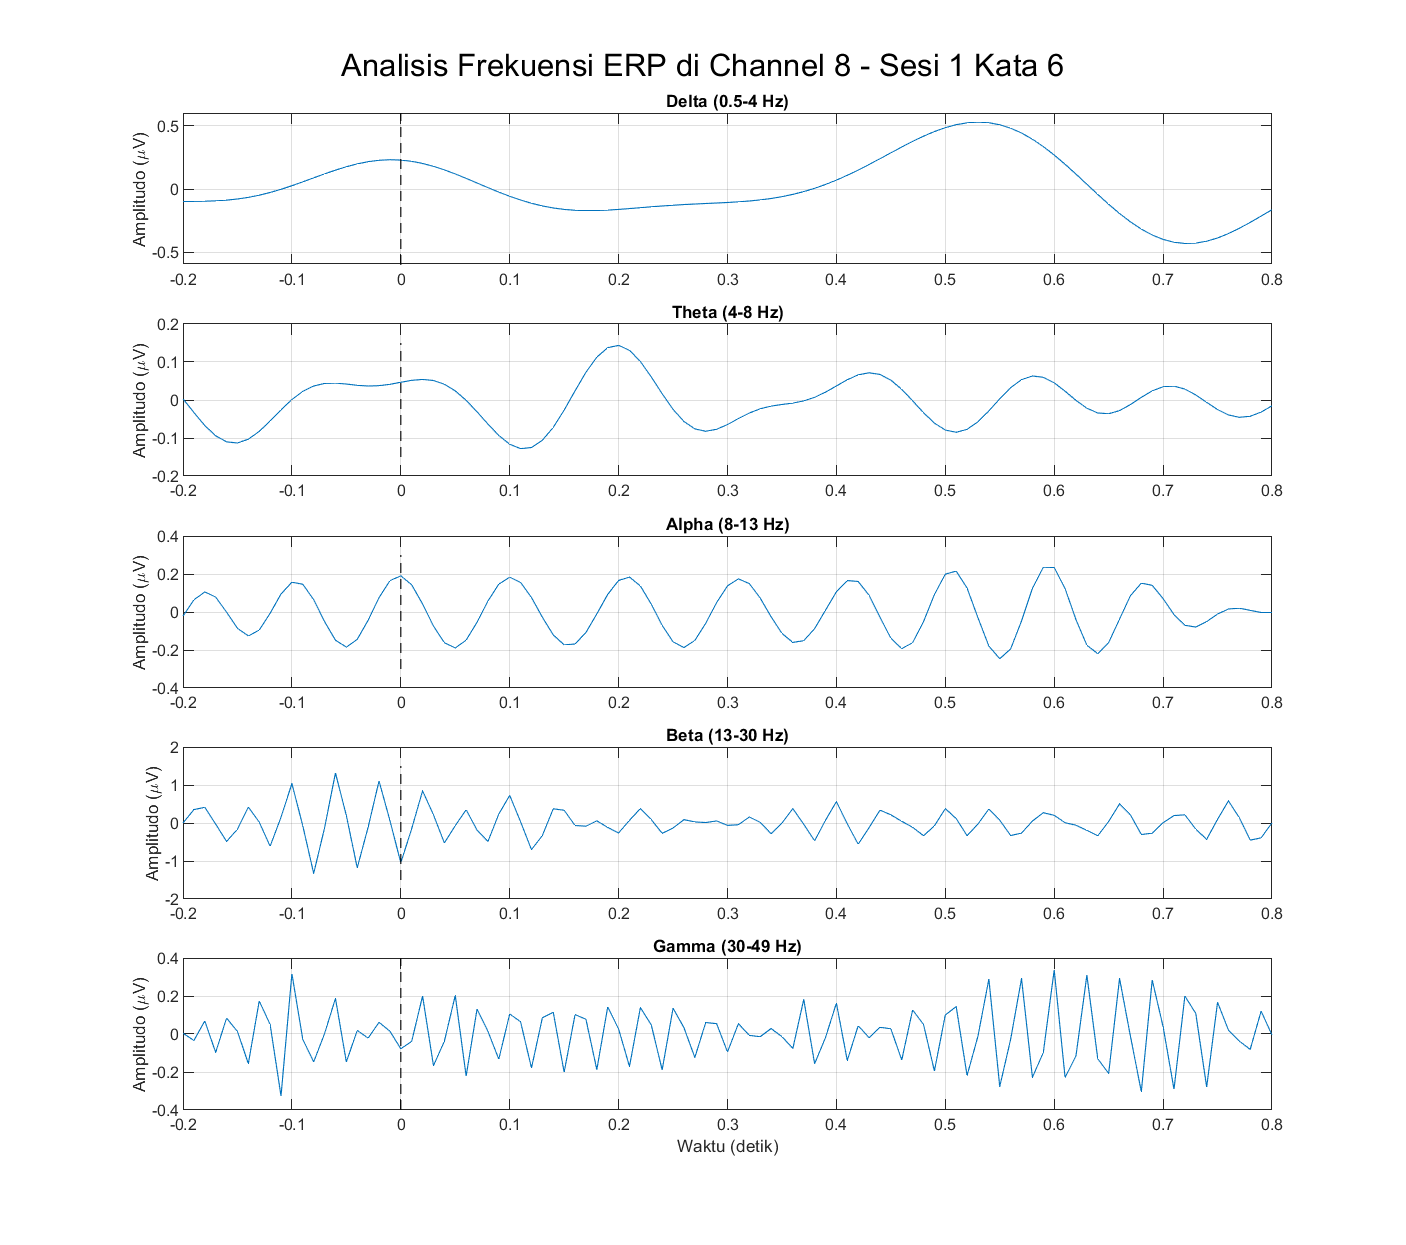 Analisis Frekuensi ERP di Channel 8 - Sesi 1 Kata 6
Delta (0.5-4 Hz)
Amplitudo (μV)
0.5
0
-0.5
-0.2 -0.1 0 0.1 0.2 0.3 0.4 0.5 0.6 0.7 0.8
Theta (4-8 Hz)
Amplitudo (μV)
0.2
0.1
0
-0.1
-0.2
-0.2 -0.1 0 0.1 0.2 0.3 0.4 0.5 0.6 0.7 0.8
Alpha (8-13 Hz)
Amplitudo (μV)
0.4
0.2
0
-0.2
-0.4
-0.2 -0.1 0 0.1 0.2 0.3 0.4 0.5 0.6 0.7 0.8
Beta (13-30 Hz)
Amplitudo (μV)
2
1
0
-1
-2
-0.2 -0.1 0 0.1 0.2 0.3 0.4 0.5 0.6 0.7 0.8
Gamma (30-49 Hz)
Amplitudo (μV)
0.4
0.2
0
-0.2
-0.4
-0.2 -0.1 0 0.1 0.2 0.3 0.4 0.5 0.6 0.7 0.8
Waktu (detik)